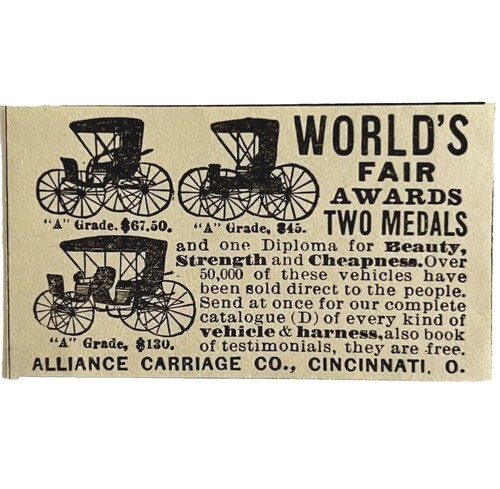 WORLD'S
FAIR
AWARDS
TWO MEDALS
"A" Grade. $67.50.
"A" Grade, $45.
and one Diploma for Beauty,
Strength and Cheapness. Over
50,000 of these vehicles have
been sold direct to the people.
Send at once for our complete
catalogue (D) of every kind of
vehicle & harness, also book
of testimonials, they are free.
"A" Grade, $130.
ALLIANCE CARRIAGE CO., CINCINNATI, O.